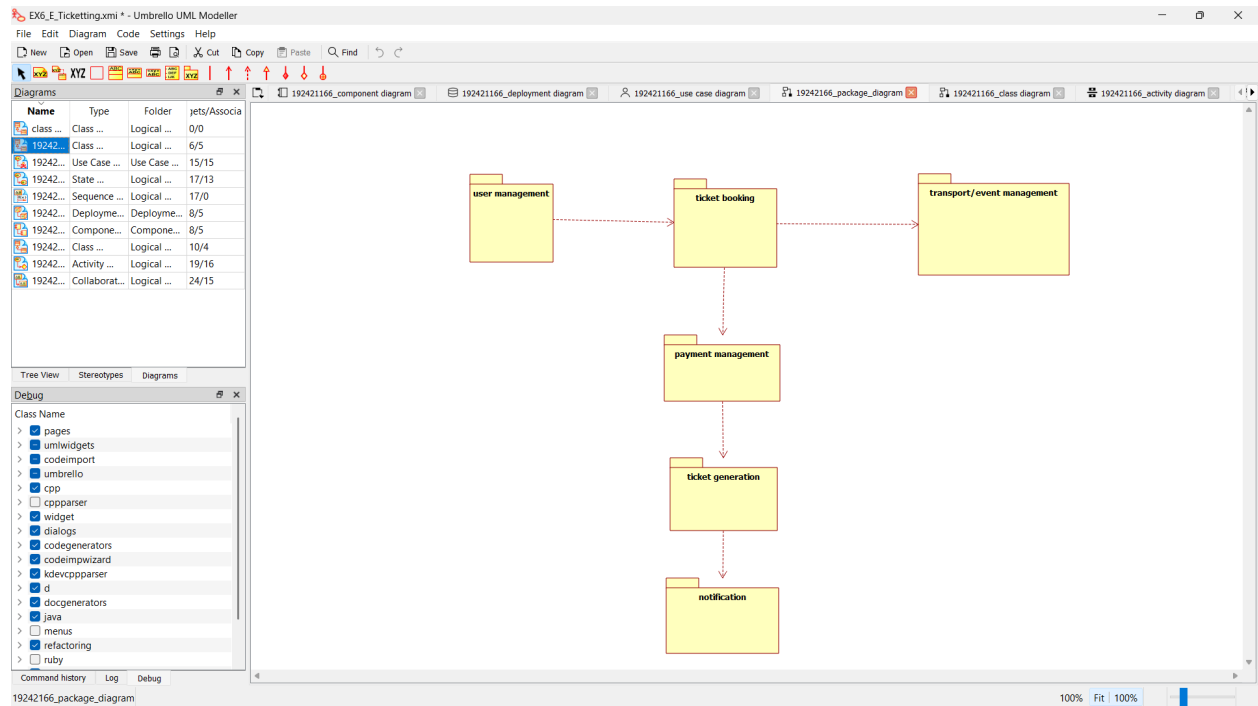 EX6_E_Ticketting.xmi * - Umbrello UML Modeller
File Edit Diagram Code Settings Help
New Open Save Cut Copy Paste Find
XYZ XYZ
Diagrams
Name Type Folder jets/Associa
class ... Class ... Logical ... 0/0
19242... Class ... Logical ... 6/5
19242... Use Case ... Use Case ... 15/15
19242... State ... Logical ... 17/13
19242... Sequence ... Logical ... 17/0
19242... Deployme... Deployme... 8/5
19242... Compone... Compone... 8/5
19242... Class ... Logical ... 10/4
19242... Activity ... Logical ... 19/16
19242... Collaborat... Logical ... 24/15
Tree View Stereotypes Diagrams
Debug
Class Name
pages
umlwidgets
codeimport
umbrello
cpp
cppparser
widget
dialogs
codegenerators
codeimpwizard
kdevcppparser
d
docgenerators
java
menus
refactoring
ruby
Command history Log Debug
192421166_component diagram 192421166_deployment diagram 192421166_use case diagram 192421166_package_diagram 192421166_class diagram 192421166_activity diagram
user management
ticket booking
transport/event management
payment management
ticket generation
notification
19242166_package_diagram
100% Fit 100%